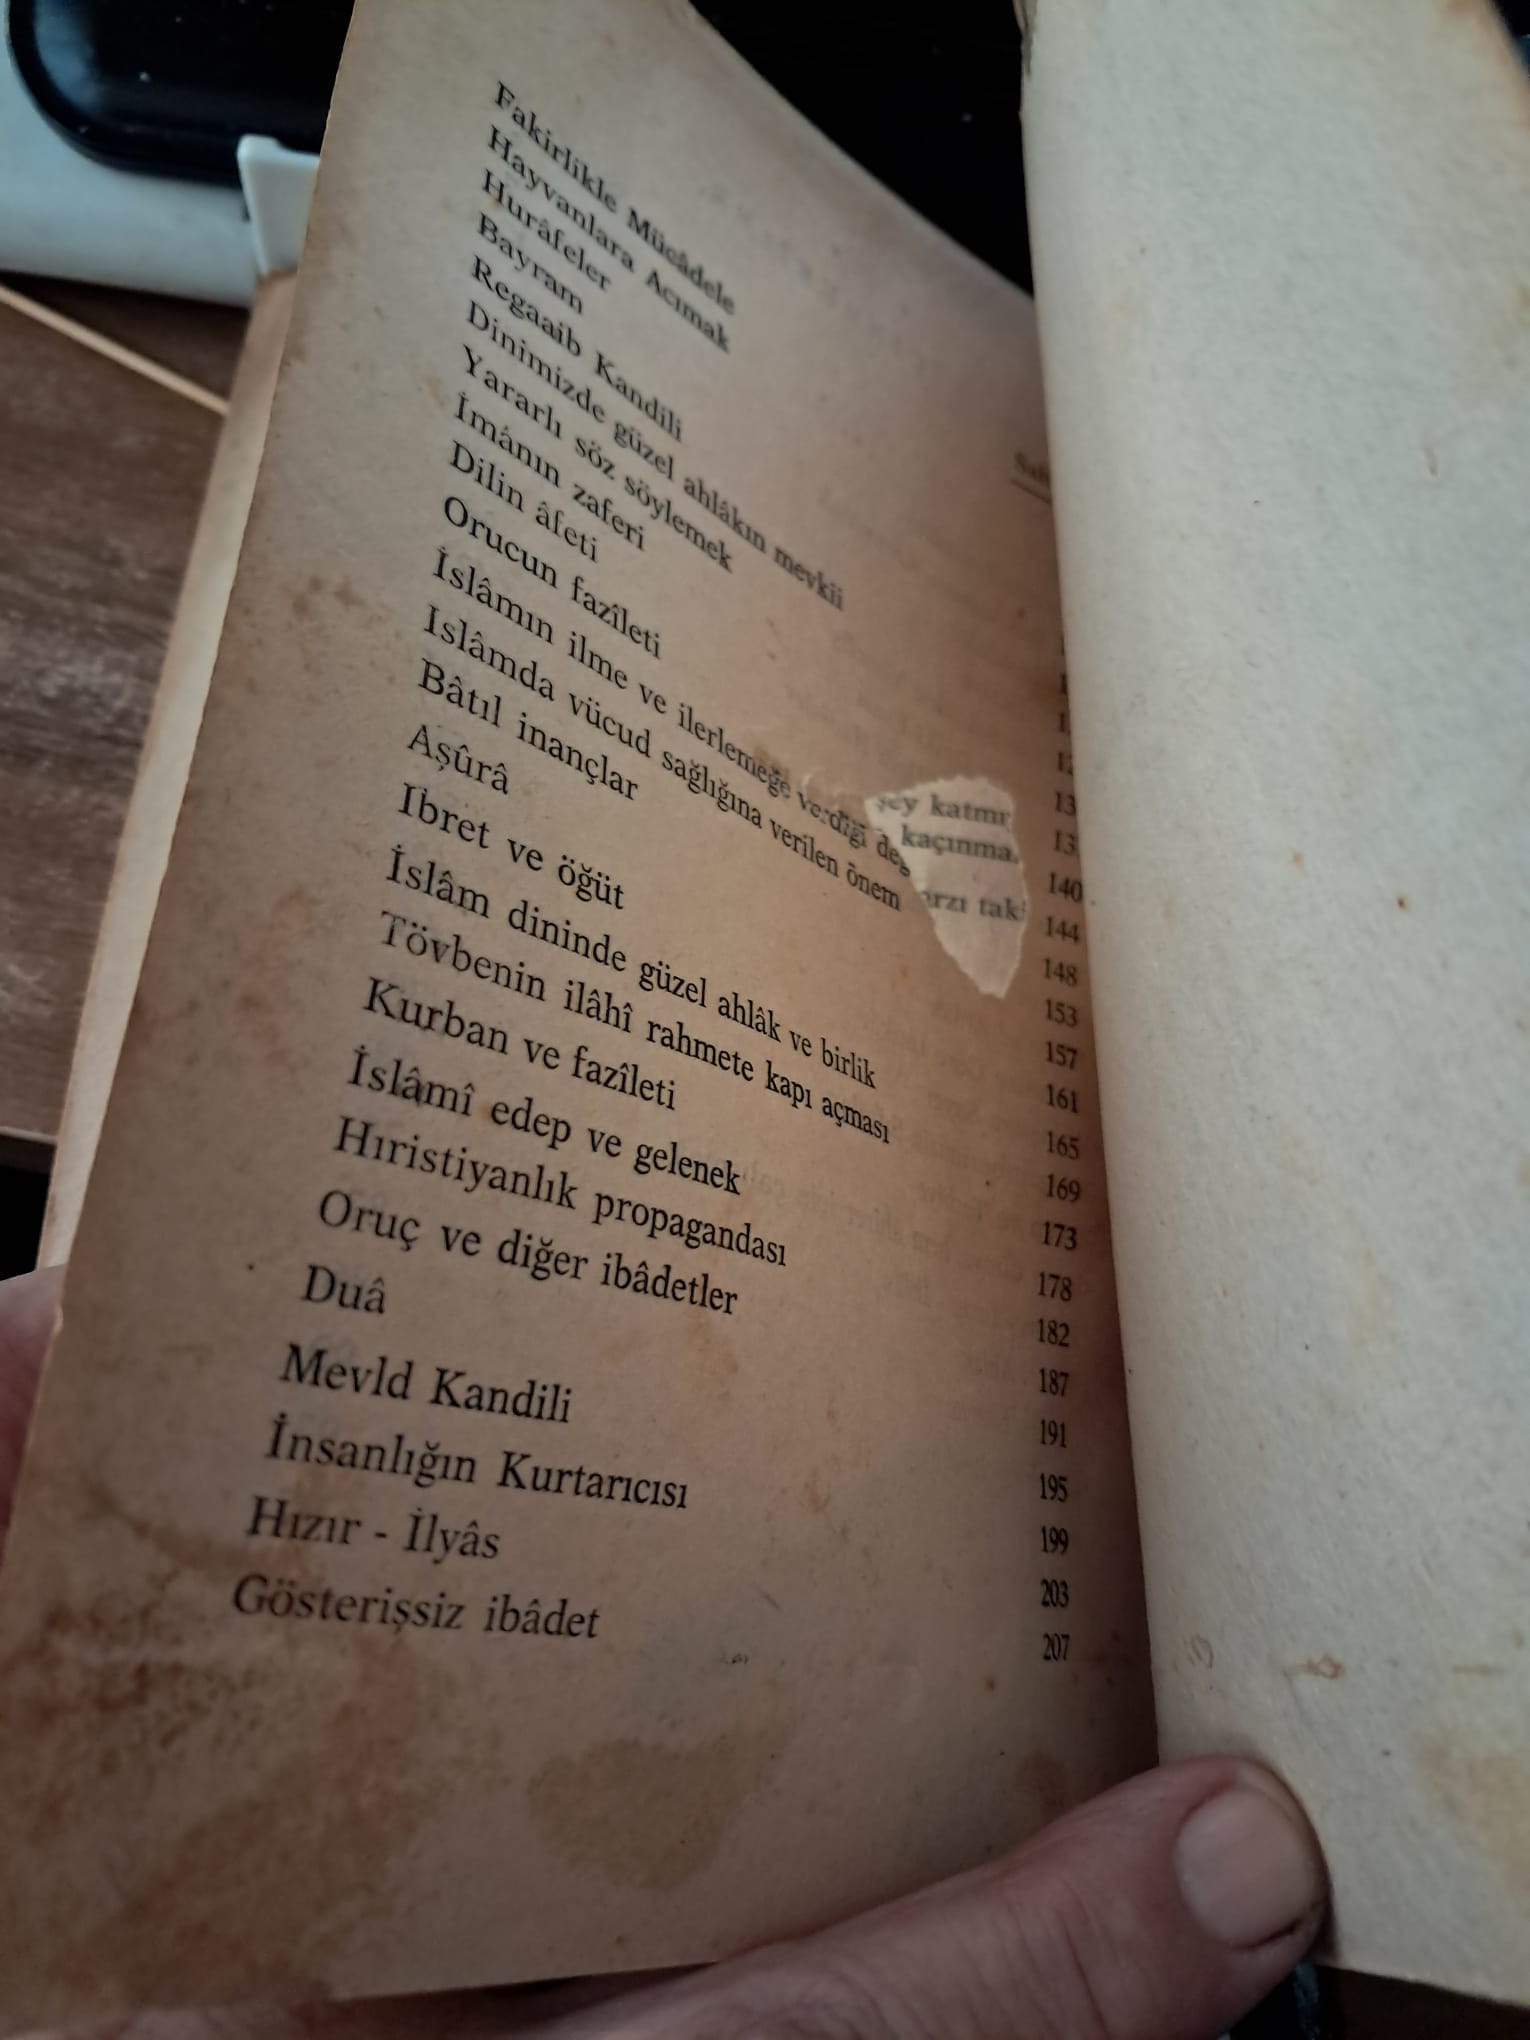 Fakirlikle Mücâdele
Hayvanlara Acımak
Hurâfeler
Bayram
Regaaib Kandili
Dinimizde güzel ahlâkın mevkii
Yararlı söz söylemek
İmânın zaferi
Dilin âfeti
Orucun fazîleti
İslâmın ilme ve ilerlemeğe verdiği değ
İslâmda vücud sağlığına verilen önem
Bâtıl inançlar
Aşûrâ
Ibret ve öğüt
İslâm dininde güzel ahlâk ve birlik
Tövbenin ilâhî rahmete kapı açması
Kurban ve fazîleti
İslâmî edep ve gelenek
Hıristiyanlık propagandası
Oruç ve diğer ibâdetler
Duâ
Mevld Kandili
İnsanlığın Kurtarıcısı
Hızır - İlyâs
Gösterişsiz ibâdet
şey katmı
kaçınma
arzı tak
140
144
148
153
157
161
165
169
173
178
182
187
191
195
199
203
207